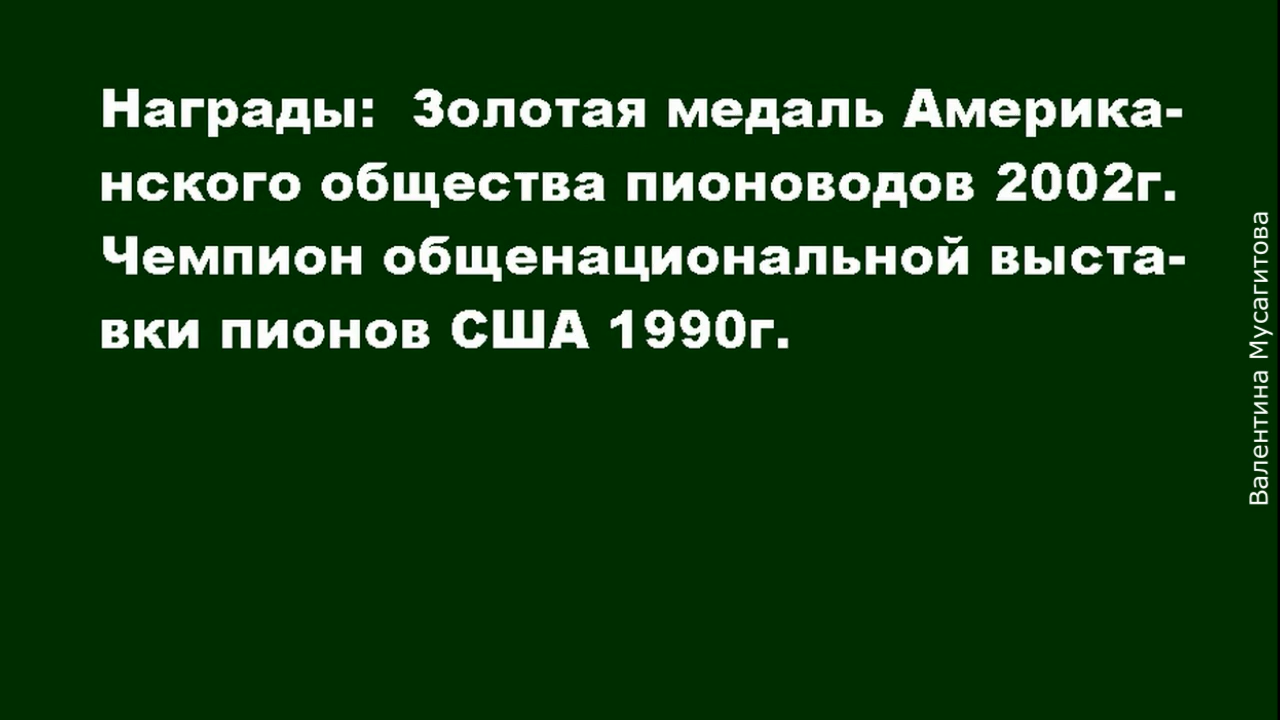 Награды:  Золотая медаль Америка-
нского общества пионоводов 2002г.
Чемпион общенациональной выста-
вки пионов США 1990г.
Валентина Мусагитова